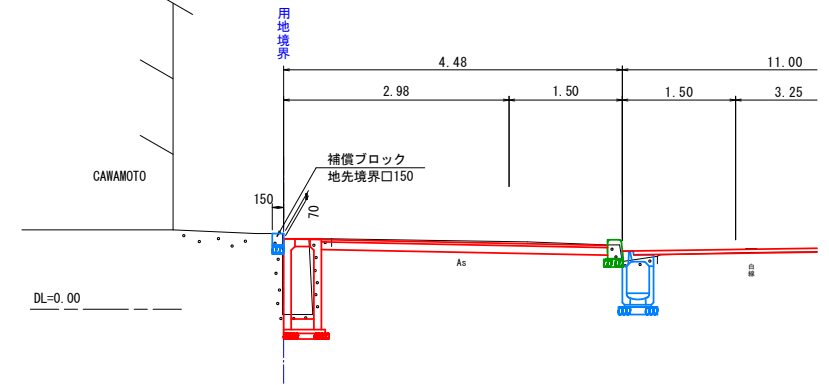 用地境界
4.48
11.00
2.98
1.50
1.50
3.25
補償ブロック
地先境界口150
CAWAMOTO
150
70
As
白線
DL=0.00